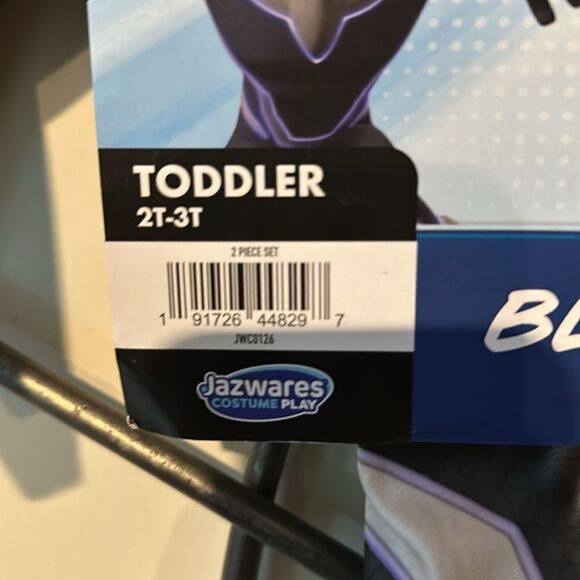 TODDLER
2T-3T
2 PIECE SET
1 91726 44829 7
JWC0126
Jazwares
COSTUME PLAY